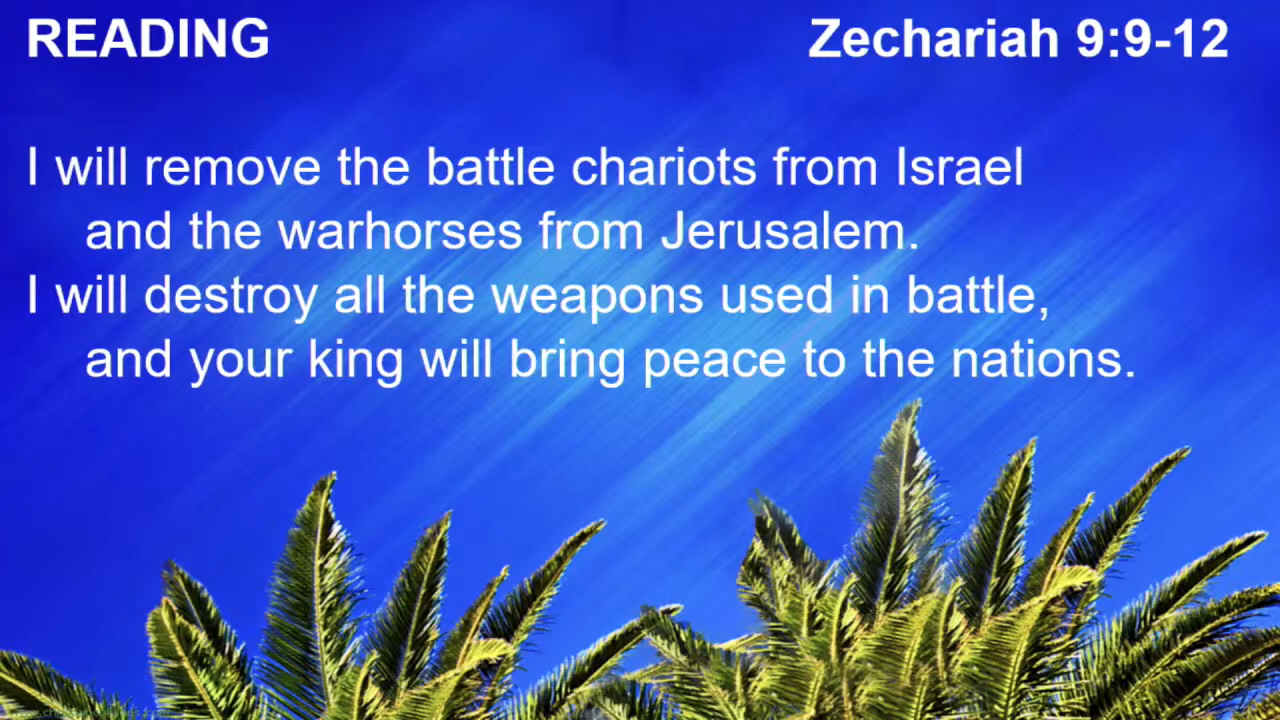 READING Zechariah 9:9-12
I will remove the battle chariots from Israel
and the warhorses from Jerusalem.
I will destroy all the weapons used in battle,
and your king will bring peace to the nations.